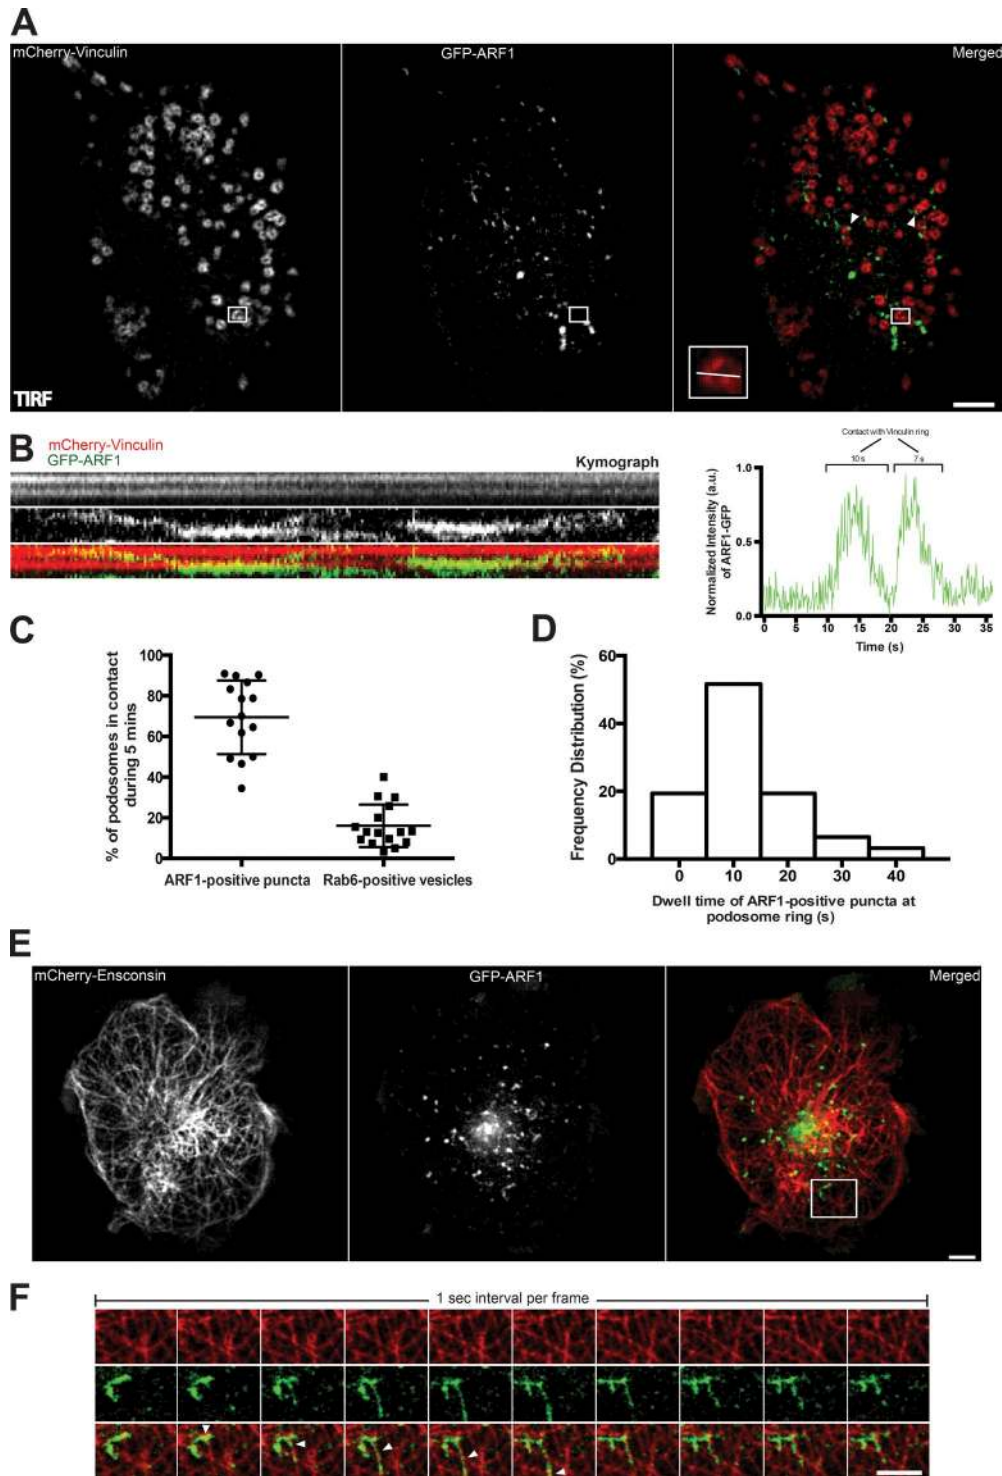 A
mCherry-Vinculin
GFP-ARF1
Merged
TIRF
B
mCherry-Vinculin
GFP-ARF1
Kymograph
Contact with Vinculin ring
10 s
7 s
Normalized Intensity (a.u.)
of ARF1-GFP
1.0
0.5
0.0
0 5 10 15 20 25 30 35
Time (s)
C
% of podosomes in contact
during 5 mins
100
80
60
40
20
0
ARF1-positive puncta
Rab6-positive vesicles
D
Frequency Distribution (%)
60
40
20
0
0 10 20 30 40
Dwell time of ARF1-positive puncta at
podosome ring (s)
E
mCherry-Ensconsin
GFP-ARF1
Merged
F
1 sec interval per frame